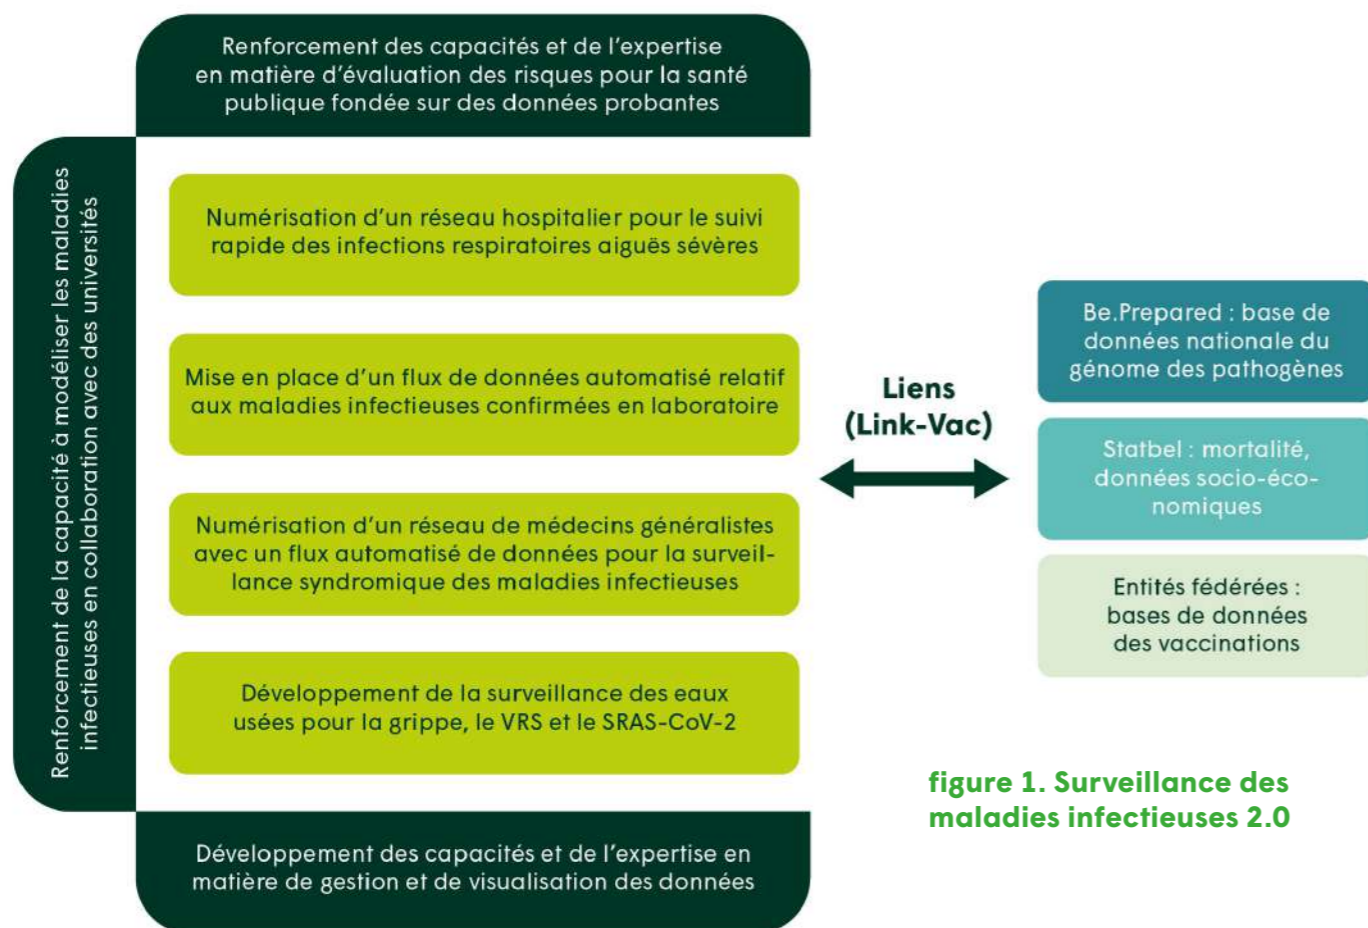 Renforcement des capacités et de l'expertise
en matière d'évaluation des risques pour la santé
publique fondée sur des données probantes
Renforcement de la capacité à modéliser les maladies
infectieuses en collaboration avec des universités
Numérisation d'un réseau hospitalier pour le suivi
rapide des infections respiratoires aiguës sévères
Mise en place d'un flux de données automatisé relatif
aux maladies infectieuses confirmées en laboratoire
Numérisation d'un réseau de médecins généralistes
avec un flux automatisé de données pour la surveil-
lance syndromique des maladies infectieuses
Développement de la surveillance des eaux
usées pour la grippe, le VRS et le SRAS-CoV-2
Développement des capacités et de l'expertise en
matière de gestion et de visualisation des données
Liens
(Link-Vac)
Be.Prepared : base de
données nationale du
génome des pathogènes
Statbel : mortalité,
données socio-éco-
nomiques
Entités fédérées :
bases de données
des vaccinations
figure 1. Surveillance des
maladies infectieuses 2.0